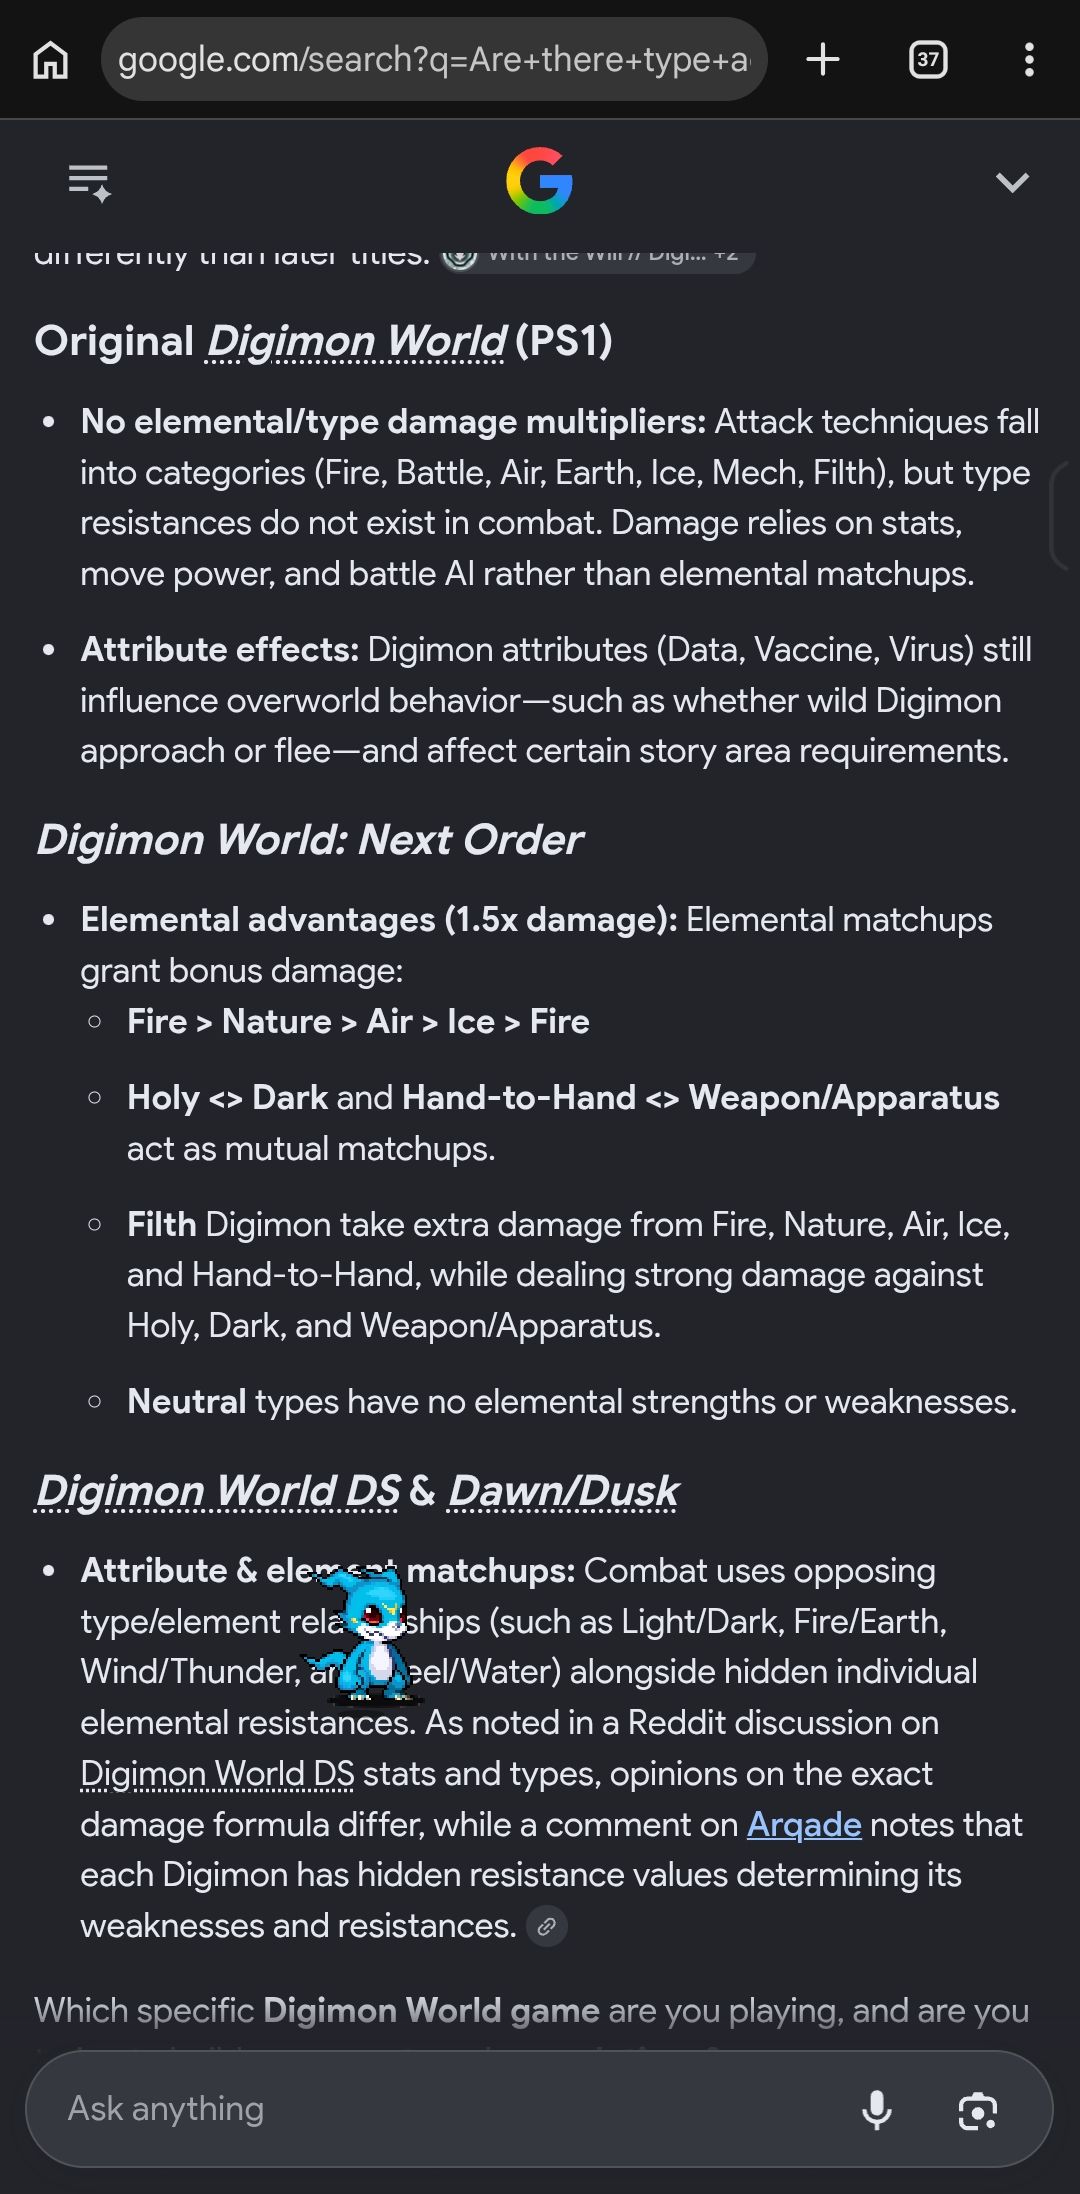 google.com/search?q=Are+there+type+a
37
differently than later titles. With the Will // Digi... +2
Original Digimon World (PS1)
• No elemental/type damage multipliers: Attack techniques fall
into categories (Fire, Battle, Air, Earth, Ice, Mech, Filth), but type
resistances do not exist in combat. Damage relies on stats,
move power, and battle AI rather than elemental matchups.
• Attribute effects: Digimon attributes (Data, Vaccine, Virus) still
influence overworld behavior—such as whether wild Digimon
approach or flee—and affect certain story area requirements.
Digimon World: Next Order
• Elemental advantages (1.5x damage): Elemental matchups
grant bonus damage:
○ Fire > Nature > Air > Ice > Fire
○ Holy <> Dark and Hand-to-Hand <> Weapon/Apparatus
act as mutual matchups.
○ Filth Digimon take extra damage from Fire, Nature, Air, Ice,
and Hand-to-Hand, while dealing strong damage against
Holy, Dark, and Weapon/Apparatus.
○ Neutral types have no elemental strengths or weaknesses.
Digimon World DS & Dawn/Dusk
• Attribute & element matchups: Combat uses opposing
type/element (such as Light/Dark, Fire/Earth,
Wind/Thunder, alongside hidden individual
elemental resistances. As noted in a Reddit discussion on
Digimon World DS stats and types, opinions on the exact
damage formula differ, while a comment on Arqade notes that
each Digimon has hidden resistance values determining its
weaknesses and resistances.
Which specific Digimon World game are you playing, and are you
Ask anything